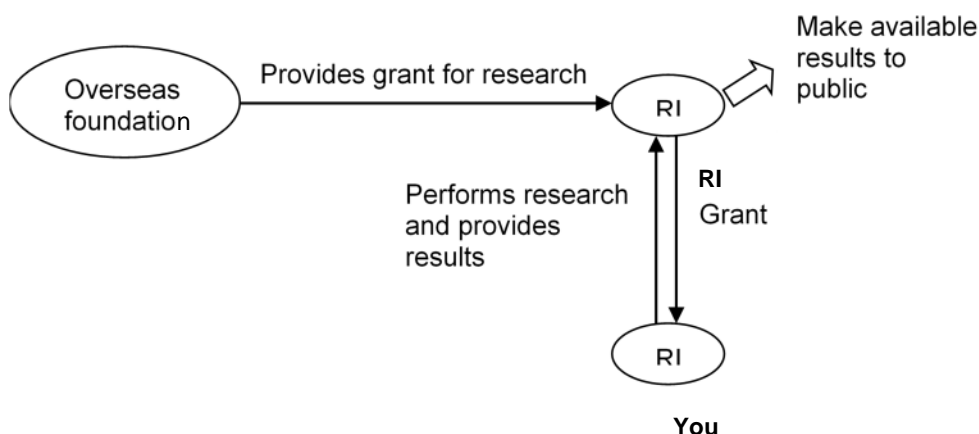 Make available
results to
public
Provides grant for research
Overseas
foundation
RI
RI
Grant
Performs research
and provides
results
RI
You